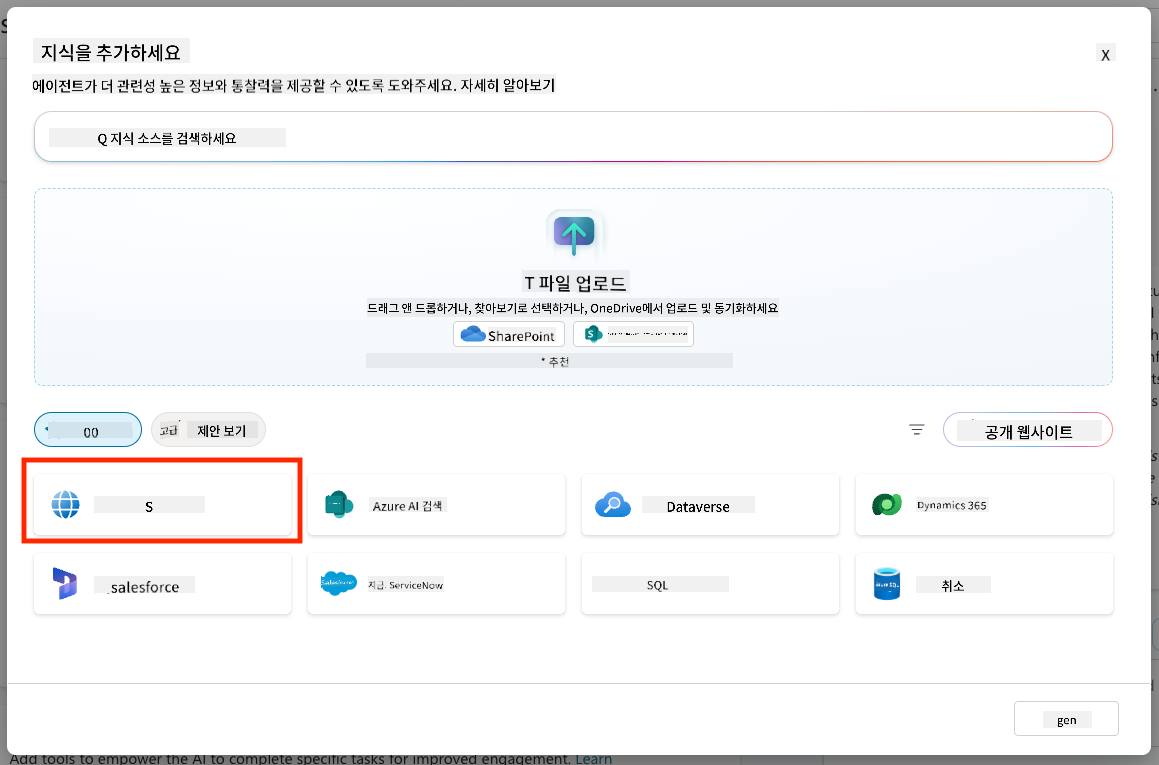 지식을 추가하세요
X
에이전트가 더 관련성 높은 정보와 통찰력을 제공할 수 있도록 도와주세요. 자세히 알아보기
Q 지식 소스를 검색하세요
T 파일 업로드
드래그 앤 드롭하거나, 찾아보기로 선택하거나, OneDrive에서 업로드 및 동기화하세요
SharePoint
* 추천
00
고급
제안 보기
공개 웹사이트
S
Azure AI 검색
Dataverse
Dynamics 365
salesforce
salesforce
지금. ServiceNow
SQL
Azure SQL
취소
gen
Add tools to empower the AI to complete specific tasks for improved engagement. Learn